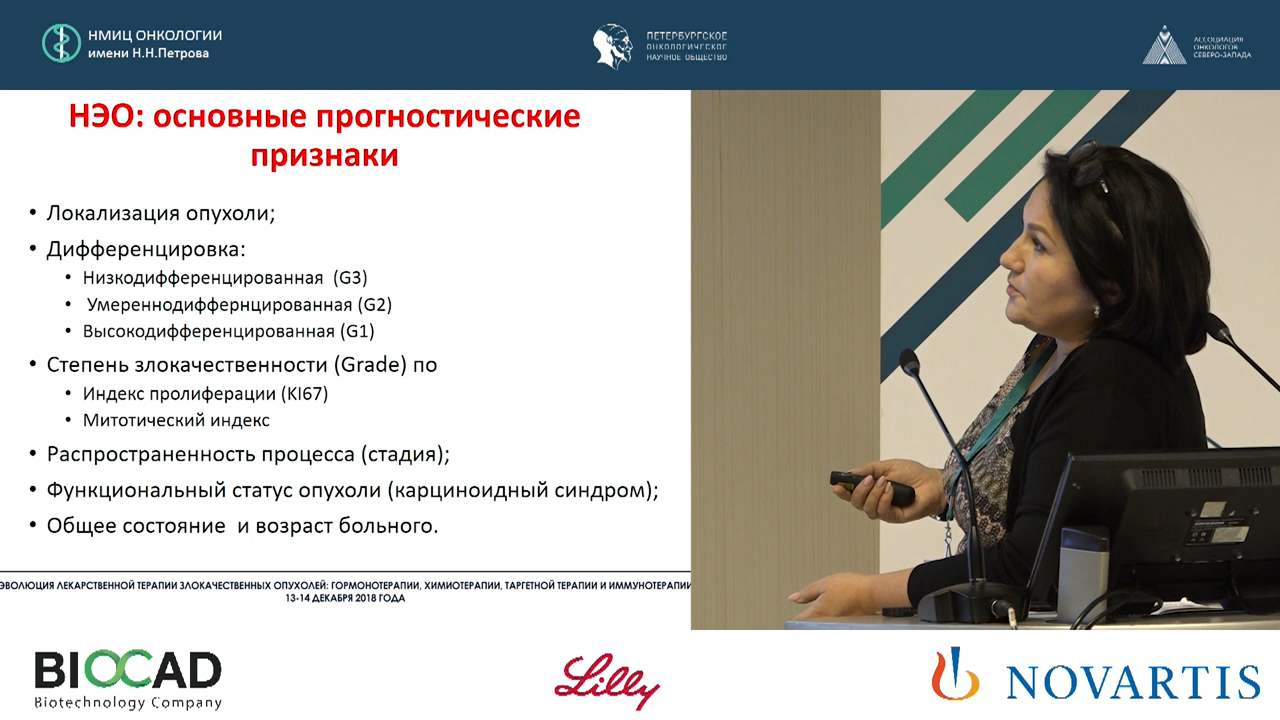 НМИЦ ОНКОЛОГИИ
имени Н.Н.Петрова
ПЕТЕРБУРГСКОЕ
ОНКОЛОГИЧЕСКОЕ
НАУЧНОЕ ОБЩЕСТВО
АССОЦИАЦИЯ
ОНКОЛОГОВ
СЕВЕРО-ЗАПАДА
НЭО: основные прогностические
признаки
• Локализация опухоли;
• Дифференцировка:
• Низкодифференцированная (G3)
• Умереннодиффернцированная (G2)
• Высокодифференцированная (G1)
• Степень злокачественности (Grade) по
• Индекс пролиферации (KI67)
• Митотический индекс
• Распространенность процесса (стадия);
• Функциональный статус опухоли (карциноидный синдром);
• Общее состояние и возраст больного.
ЭВОЛЮЦИЯ ЛЕКАРСТВЕННОЙ ТЕРАПИИ ЗЛОКАЧЕСТВЕННЫХ ОПУХОЛЕЙ: ГОРМОНОТЕРАПИИ, ХИМИОТЕРАПИИ, ТАРГЕТНОЙ ТЕРАПИИ И ИММУНОТЕРАПИИ
13-14 ДЕКАБРЯ 2018 ГОДА
BIOCAD
Biotechnology Company
Lilly
NOVARTIS